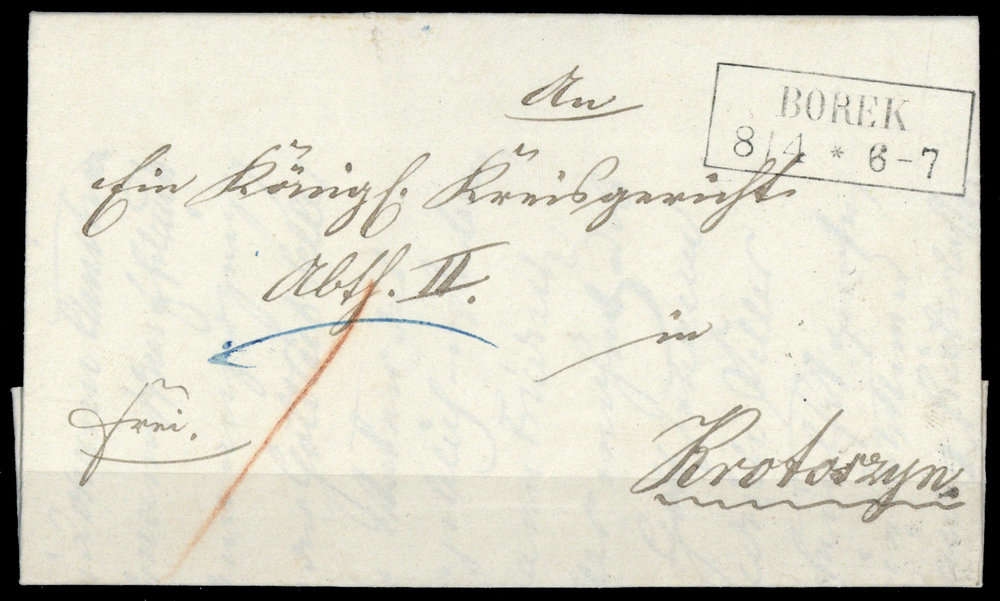 An
BOREK
8/4 * 6-7
Ein Königl. Kreisgericht
Abth. II.
in
frei.
Krotoszyn.